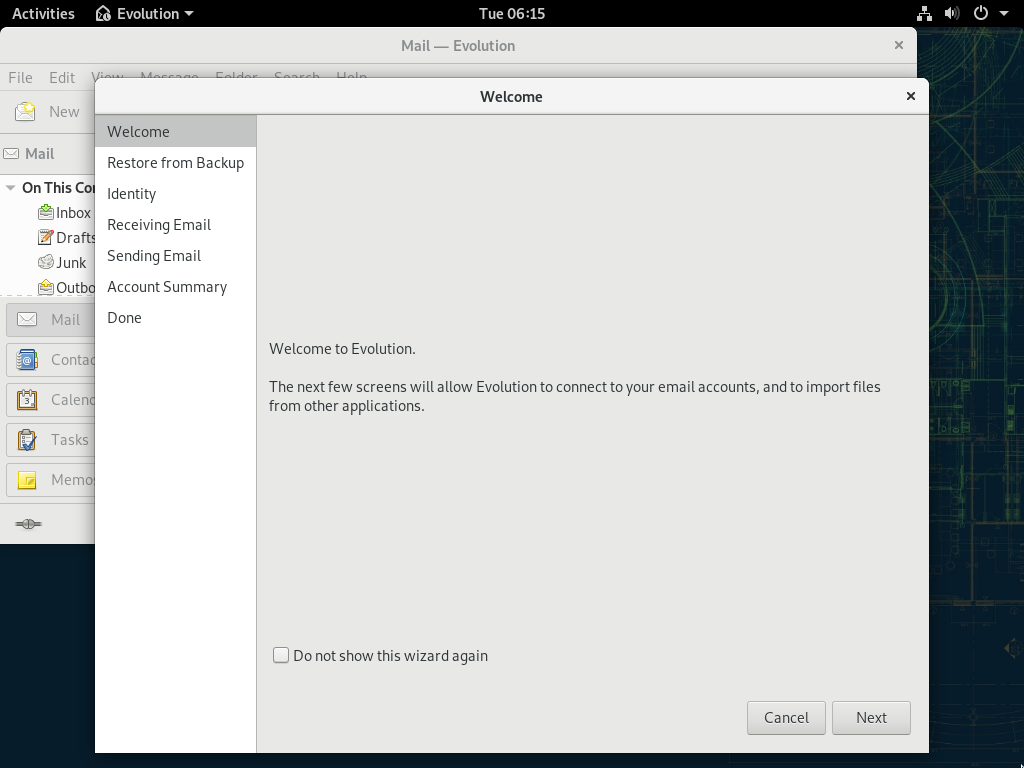 Activities Evolution Tue 06:15
Mail — Evolution
File Edit View Message Folder Search Help
Welcome
New
Mail
On This Co
Inbox
Drafts
Junk
Outbo
Mail
Contac
Calend
Tasks
Memos
Welcome
Restore from Backup
Identity
Receiving Email
Sending Email
Account Summary
Done
Welcome to Evolution.
The next few screens will allow Evolution to connect to your email accounts, and to import files
from other applications.
Do not show this wizard again
Cancel Next